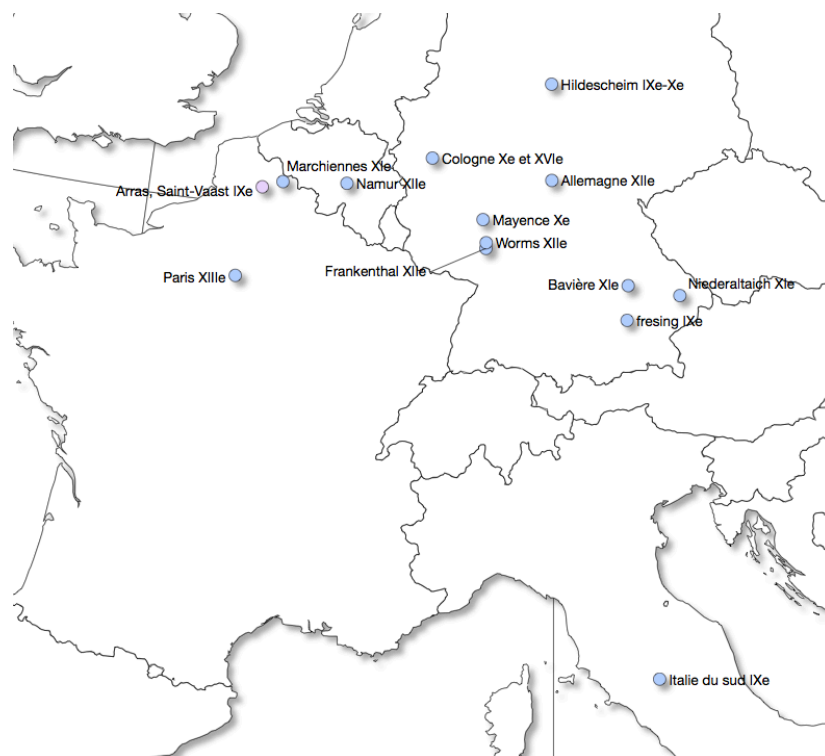 Hildescheim IXe-Xe
Cologne Xe et XVIe
Marchiennes XIe
Allemagne XIIe
Arras, Saint-Vaast IXe
Namur XIIe
Mayence Xe
Worms XIIe
Frankenthal XIIe
Paris XIIIe
Bavière XIe
Niederaltaich XIe
fresing IXe
Italie du sud IXe